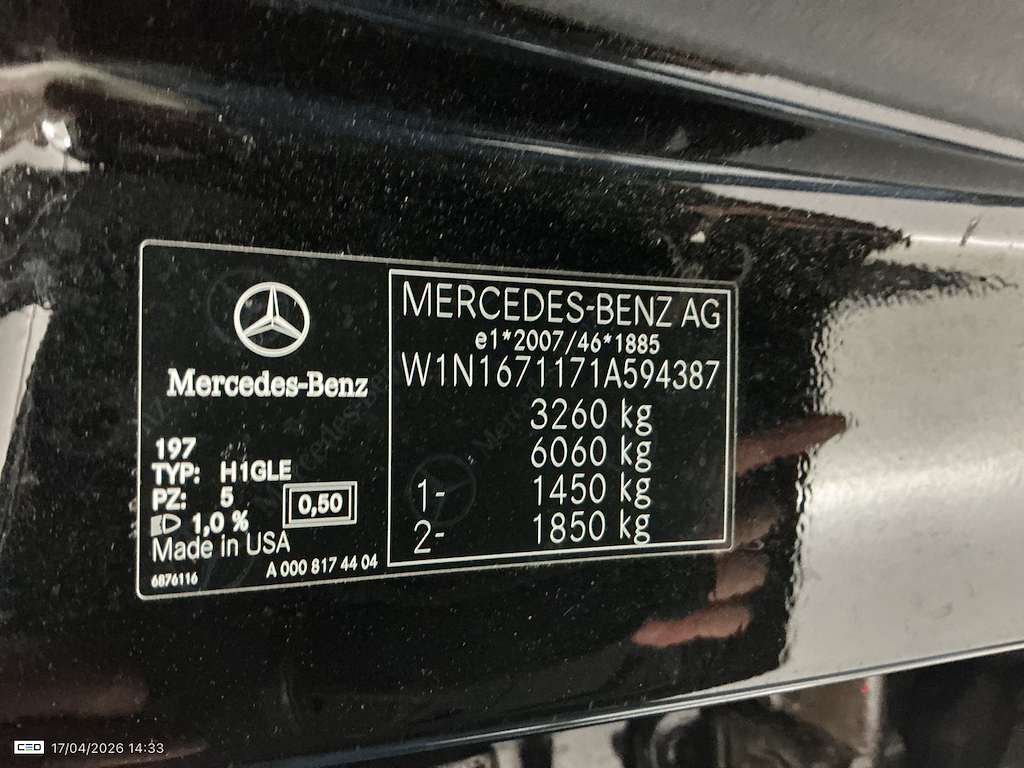 Mercedes-Benz
197
TYP: H1GLE
PZ: 5
1,0 %
0,50
Made in USA
6876116
A 000 817 44 04
MERCEDES-BENZ AG
e1*2007/46*1885
W1N1671171A594387
3260 kg
6060 kg
1- 1450 kg
2- 1850 kg
CEO 17/04/2026 14:33